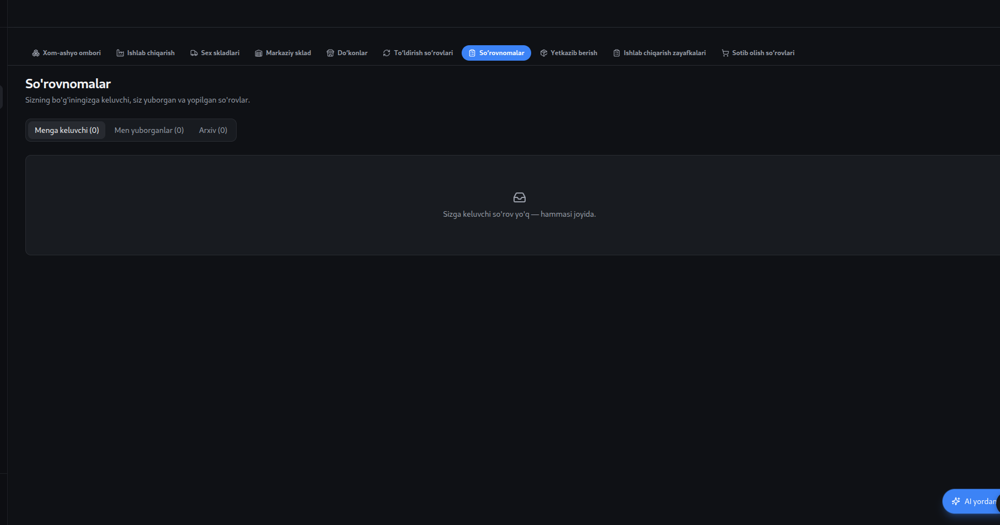 Xom-ashyo ombori Ishlab chiqarish Sex skladlari Markaziy sklad Do‘konlar To‘ldirish so‘rovlari So‘rovnomalar Yetkazib berish Ishlab chiqarish zayafkalari Sotib olish so‘rovlari
So'rovnomalar
Sizning bo'g'iningizga keluvchi, siz yuborgan va yopilgan so'rovlar.
Menga keluvchi (0) Men yuborganlar (0) Arxiv (0)
Sizga keluvchi so'rov yo'q — hammasi joyida.
AI yordam